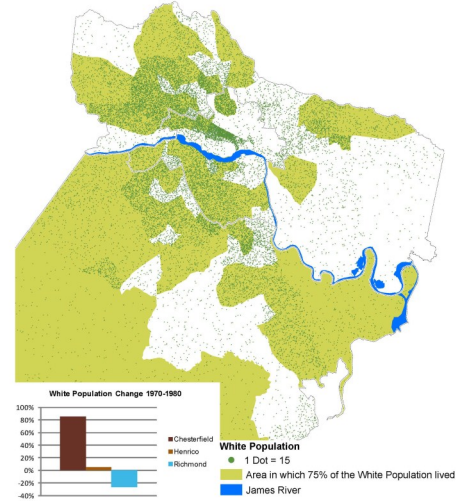 White Population Change 1970-1980
100%
80%
60%
40%
20%
0%
-20%
-40%
Chesterfield
Henrico
Richmond
White Population
1 Dot = 15
Area in which 75% of the White Population lived
James River